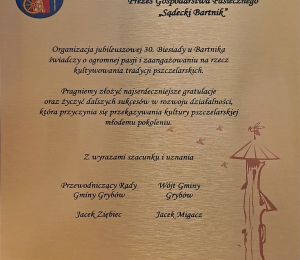 Prezes Gospodarstwa Pasiecznego
„Sądecki Bartnik”
Organizacja jubileuszowej 30. Biesiady u Bartnika
świadczy o ogromnej pasji i zaangażowaniu na rzecz
kultywowania tradycji pszczelarskich.
Pragniemy złożyć najserdeczniejsze gratulacje
oraz życzyć dalszych sukcesów w rozwoju działalności,
która przyczynia się przekazywania kultury pszczelarskiej
młodemu pokoleniu.
Z wyrazami szacunku i uznania
Przewodniczący Rady
Gminy Grybów
Jacek Ziębiec
Wójt Gminy
Grybów
Jacek Migacz